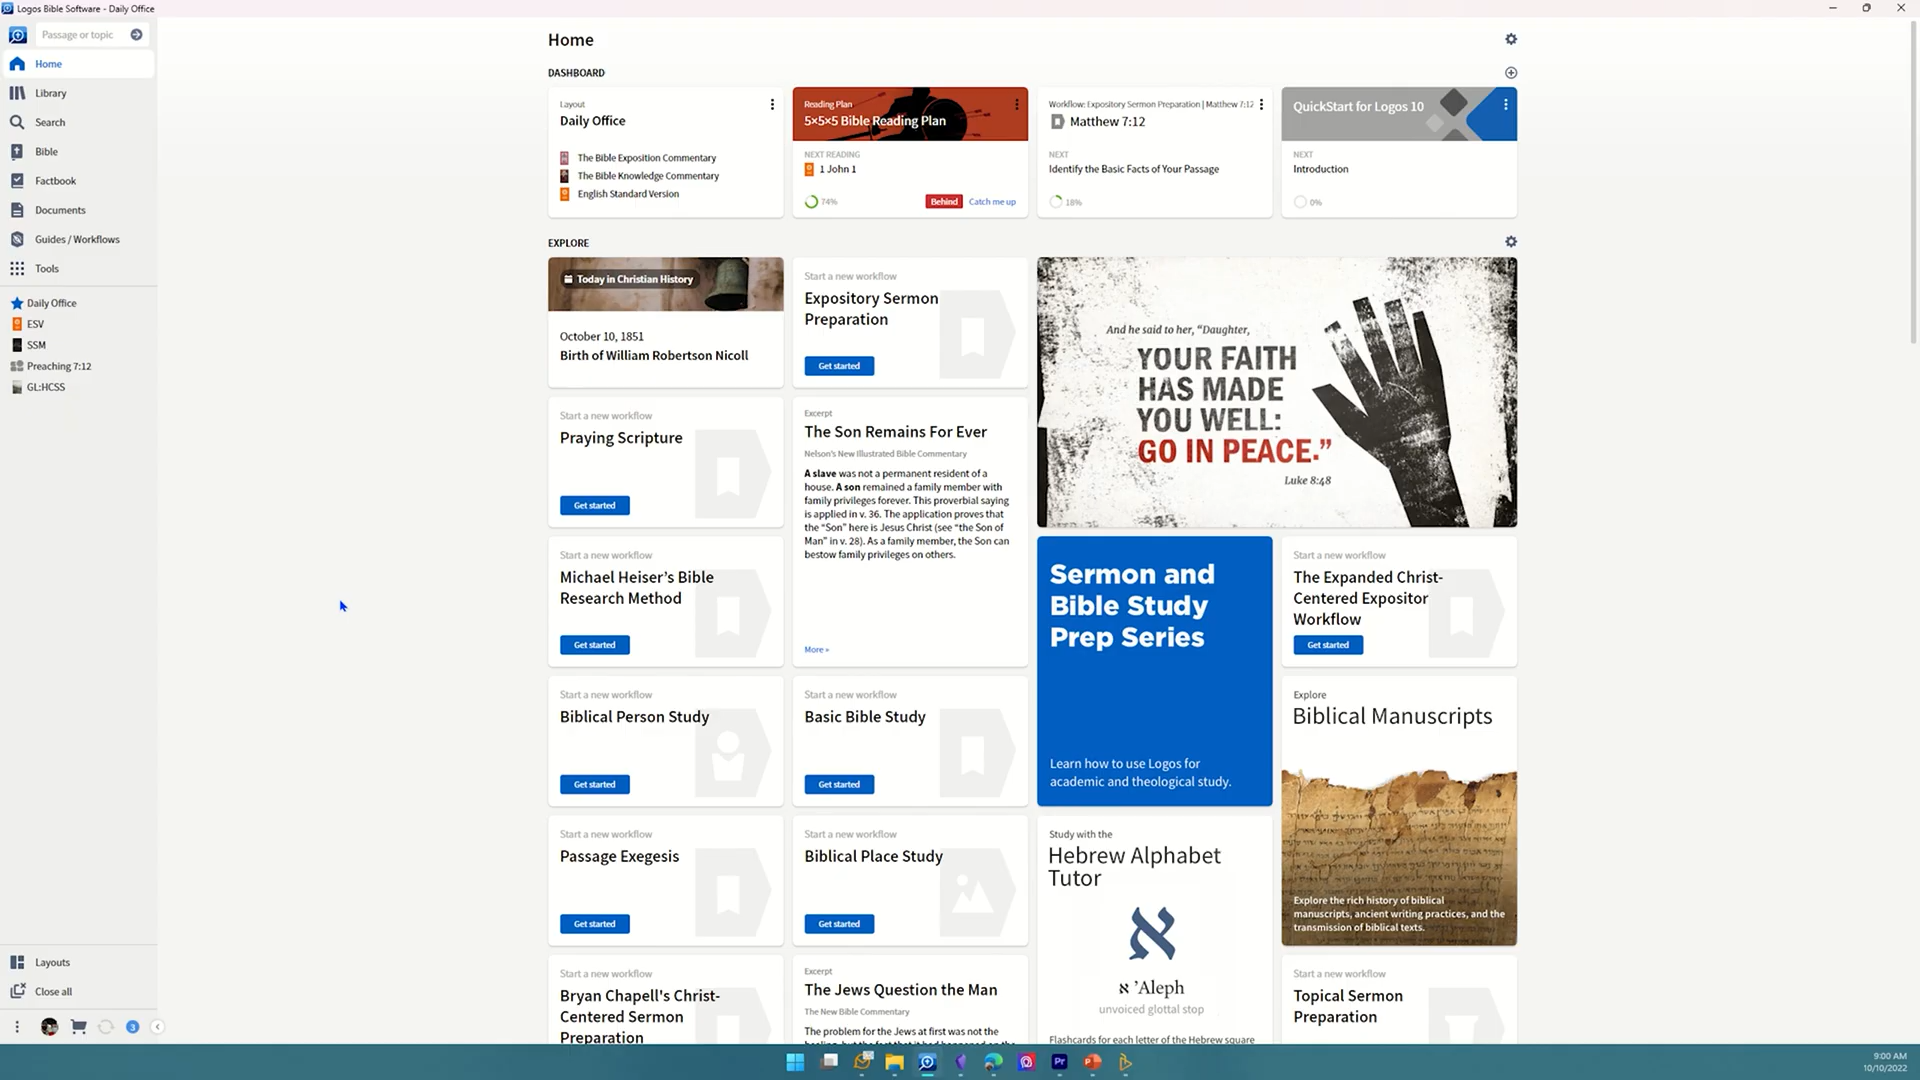 Logos Bible Software - Daily Office
Passage or topic
Home
Library
Search
Bible
Factbook
Documents
Guides / Workflows
Tools
Daily Office
ESV
SSM
Preaching 7:12
GL:HCSS
Layouts
Close all
3
Home
DASHBOARD
Layout
Daily Office
The Bible Exposition Commentary
The Bible Knowledge Commentary
English Standard Version
Reading Plan
5×5×5 Bible Reading Plan
NEXT READING
1 John 1
74%
Behind
Catch me up
Workflow: Expository Sermon Preparation | Matthew 7:12
Matthew 7:12
NEXT
Identify the Basic Facts of Your Passage
18%
QuickStart for Logos 10
NEXT
Introduction
0%
EXPLORE
Today in Christian History
October 10, 1851
Birth of William Robertson Nicoll
Start a new workflow
Expository Sermon
Preparation
Get started
And he said to her, “Daughter,
YOUR FAITH
HAS MADE
YOU WELL:
GO IN PEACE.”
Luke 8:48
Start a new workflow
Praying Scripture
Get started
Excerpt
The Son Remains For Ever
Nelson's New Illustrated Bible Commentary
A slave was not a permanent resident of a
house. A son remained a family member with
family privileges forever. This proverbial saying
is applied in v. 36. The application proves that
the “Son” here is Jesus Christ (see “the Son of
Man” in v. 28). As a family member, the Son can
bestow family privileges on others.
More »
Start a new workflow
Michael Heiser’s Bible
Research Method
Get started
Sermon and
Bible Study
Prep Series
Learn how to use Logos for
academic and theological study.
Start a new workflow
The Expanded Christ-
Centered Expositor
Workflow
Get started
Start a new workflow
Biblical Person Study
Get started
Start a new workflow
Basic Bible Study
Get started
Explore
Biblical Manuscripts
Explore the rich history of biblical
manuscripts, ancient writing practices, and the
transmission of biblical texts.
Start a new workflow
Passage Exegesis
Get started
Start a new workflow
Biblical Place Study
Get started
Study with the
Hebrew Alphabet
Tutor
א
א ’Aleph
unvoiced glottal stop
Flashcards for each letter of the Hebrew square
Start a new workflow
Bryan Chapell's Christ-
Centered Sermon
Preparation
Excerpt
The Jews Question the Man
The New Bible Commentary
The problem for the Jews at first was not the
Start a new workflow
Topical Sermon
Preparation
Pr
9:00 AM
10/10/2022